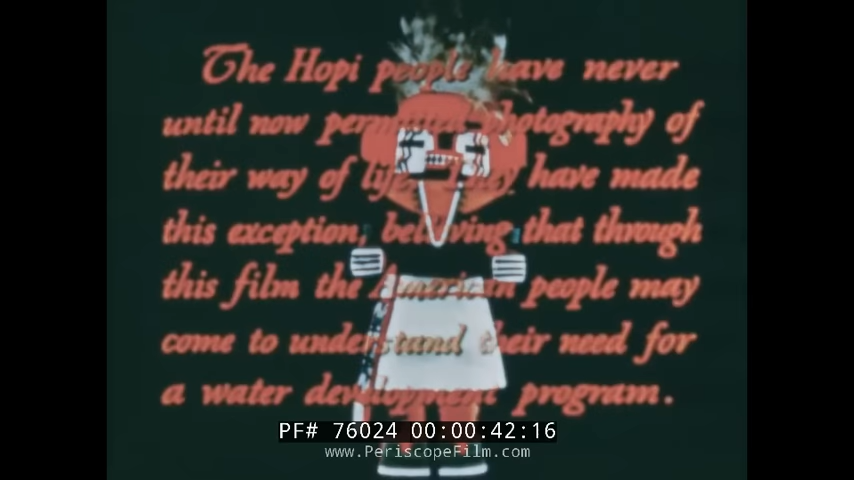 The Hopi people have never
until now permitted photography of
their way of life. They have made
this exception, believing that through
this film the American people may
come to understand their need for
a water development program.
PF# 76024 00:00:42:16
www.PeriscopeFilm.com